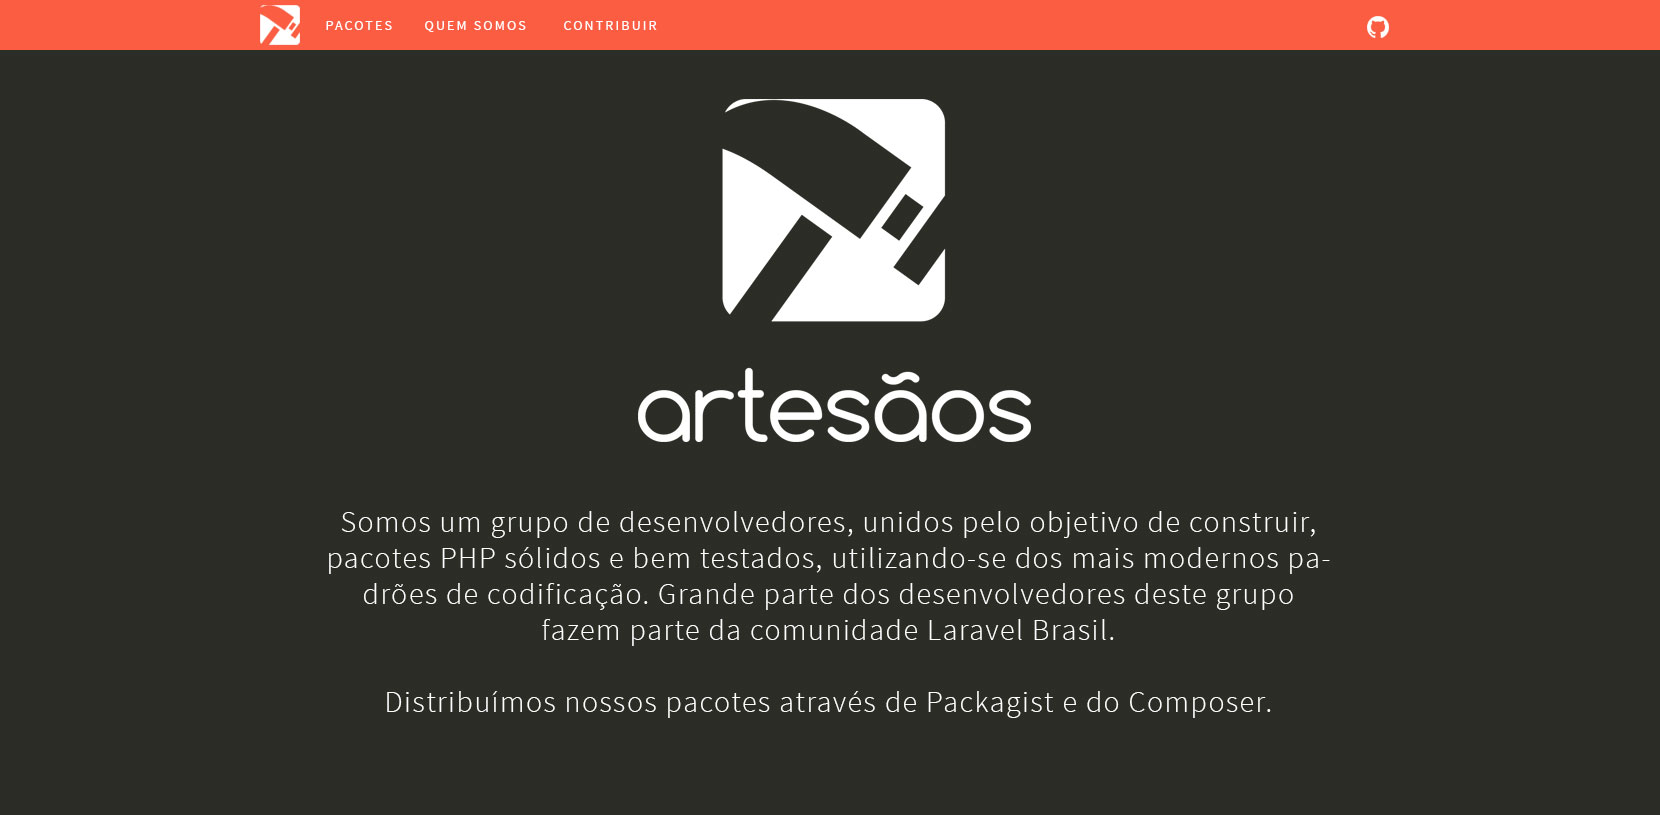 PACOTES QUEM SOMOS CONTRIBUIR
artesãos
Somos um grupo de desenvolvedores, unidos pelo objetivo de construir,
pacotes PHP sólidos e bem testados, utilizando-se dos mais modernos pa-
drões de codificação. Grande parte dos desenvolvedores deste grupo
fazem parte da comunidade Laravel Brasil.
Distribuímos nossos pacotes através de Packagist e do Composer.